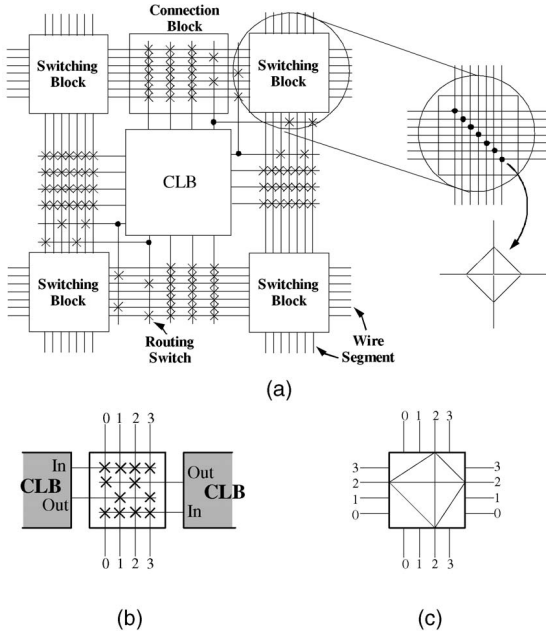 Connection
Block
Switching
Block
Switching
Block
CLB
Switching
Block
Switching
Block
Routing
Switch
Wire
Segment
(a)
0 1 2 3
In
CLB
Out
Out
CLB
In
0 1 2 3
(b)
0 1 2 3
3 3
2 2
1 1
0 0
0 1 2 3
(c)